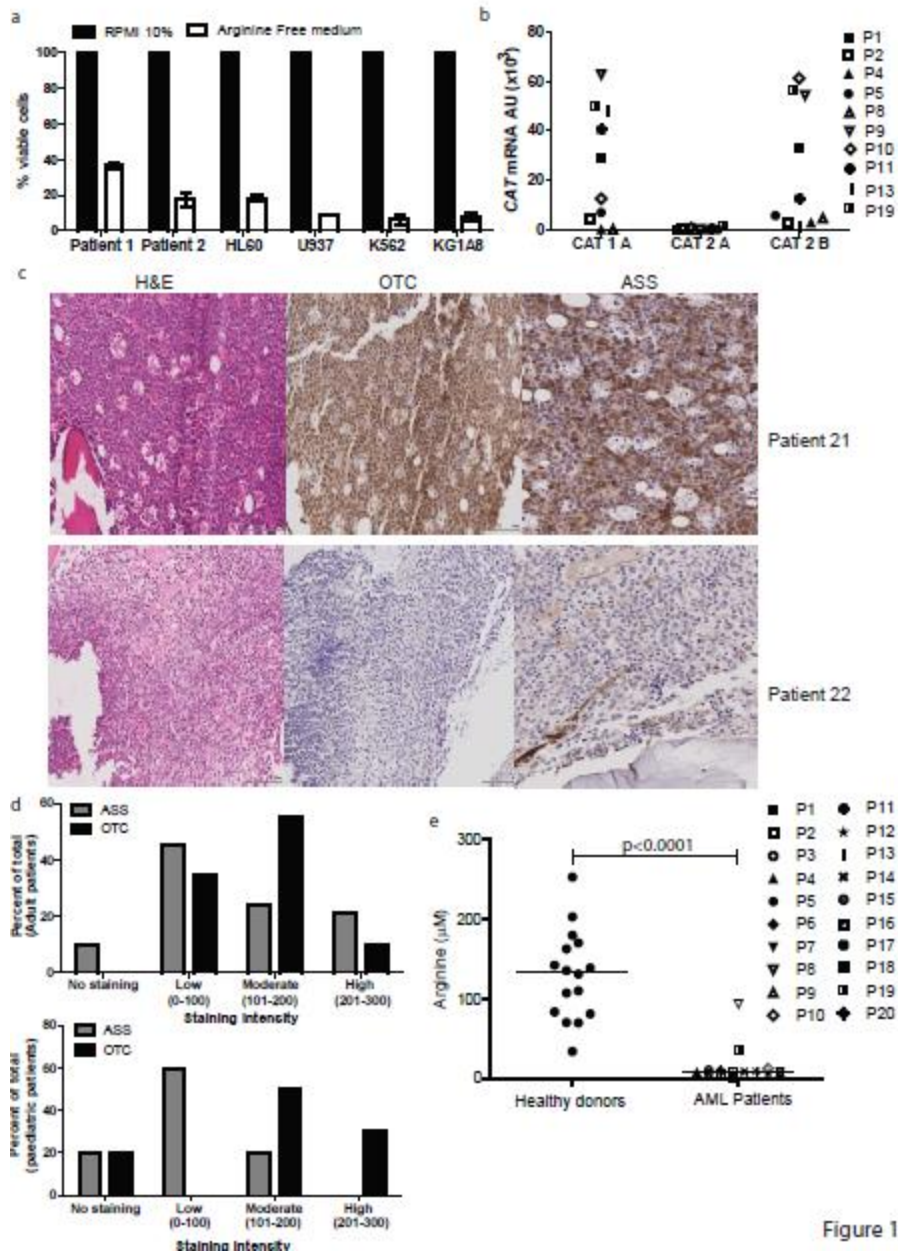 a
RPMI 10% Arginine Free medium
100
80
60
40
20
0
% viable cells
Patient 1 Patient 2 HL60 U937 K562 KG1A8
b
80
60
40
20
0
CAT mRNA AU (x10³)
CAT 1 A CAT 2 A CAT 2 B
P1
P2
P4
P5
P8
P9
P10
P11
P13
P19
c
H&E OTC ASS
Patient 21
Patient 22
d
ASS
OTC
60
40
20
0
Percent of total
(Adult patients)
No staining Low Moderate High
(0-100) (101-200) (201-300)
Staining Intensity
ASS
OTC
80
60
40
20
0
Percent of total
(paediatric patients)
No staining Low Moderate High
(0-100) (101-200) (201-300)
Staining Intensity
e
300
200
100
0
Arginine (μM)
p<0.0001
Healthy donors AML Patients
P1 P11
P2 P12
P3 P13
P4 P14
P5 P15
P6 P16
P7 P17
P8 P18
P9 P19
P10 P20
Figure 1